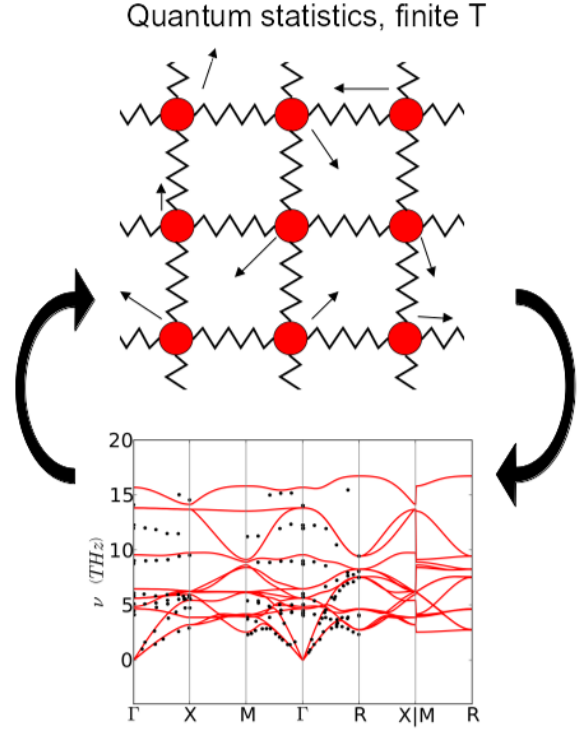 Quantum statistics, finite T
20
15
10
5
0
ν (THz)
Γ X M Γ R X|M R